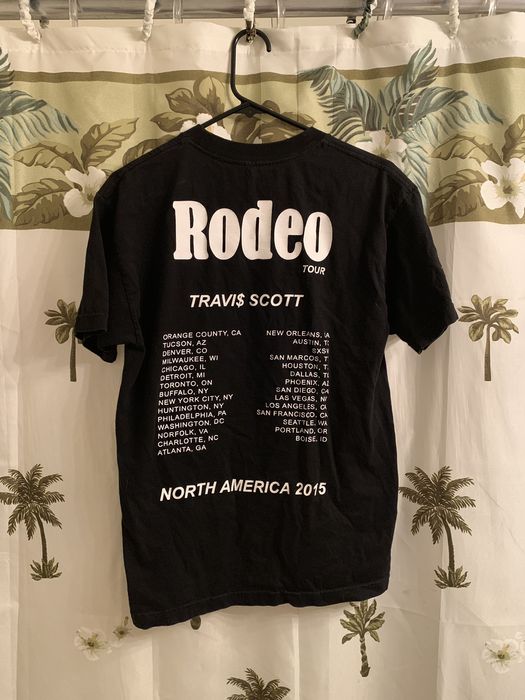 Rodeo
TOUR
TRAVI$ SCOTT
ORANGE COUNTY, CA
TUCSON, AZ
DENVER, CO
MILWAUKEE, WI
CHICAGO, IL
DETROIT, MI
TORONTO, ON
BUFFALO, NY
NEW YORK CITY, NY
HUNTINGTON, NY
PHILADELPHIA, PA
WASHINGTON, DC
NORFOLK, VA
CHARLOTTE, NC
ATLANTA, GA
NEW ORLEANS,
AUSTIN,
SXSW
SAN MARCOS,
HOUSTON,
DALLAS,
PHOENIX,
SAN DIEGO,
LAS VEGAS,
LOS ANGELES, CA
SAN FRANCISCO, CA
SEATTLE, WA
PORTLAND, OR
BOISE, ID
NORTH AMERICA 2015